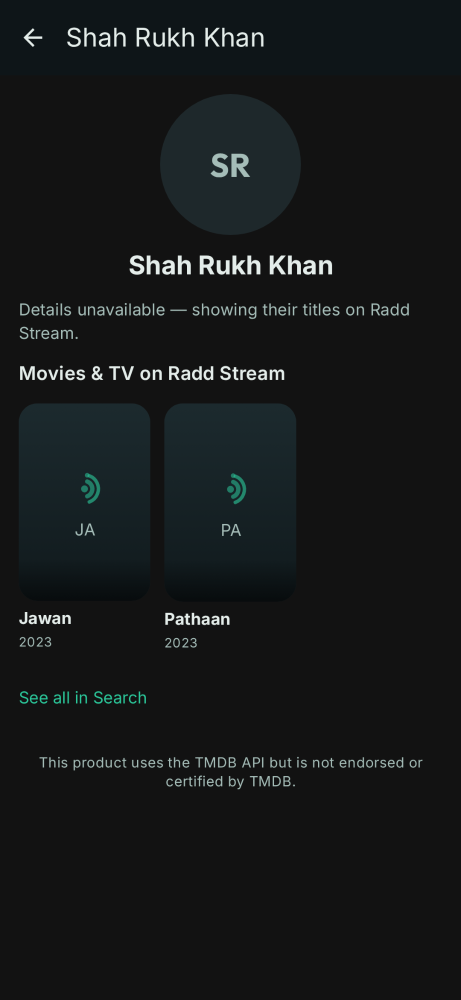 Shah Rukh Khan
SR
Shah Rukh Khan
Details unavailable — showing their titles on Radd
Stream.
Movies & TV on Radd Stream
JA
PA
Jawan
2023
Pathaan
2023
See all in Search
This product uses the TMDB API but is not endorsed or
certified by TMDB.